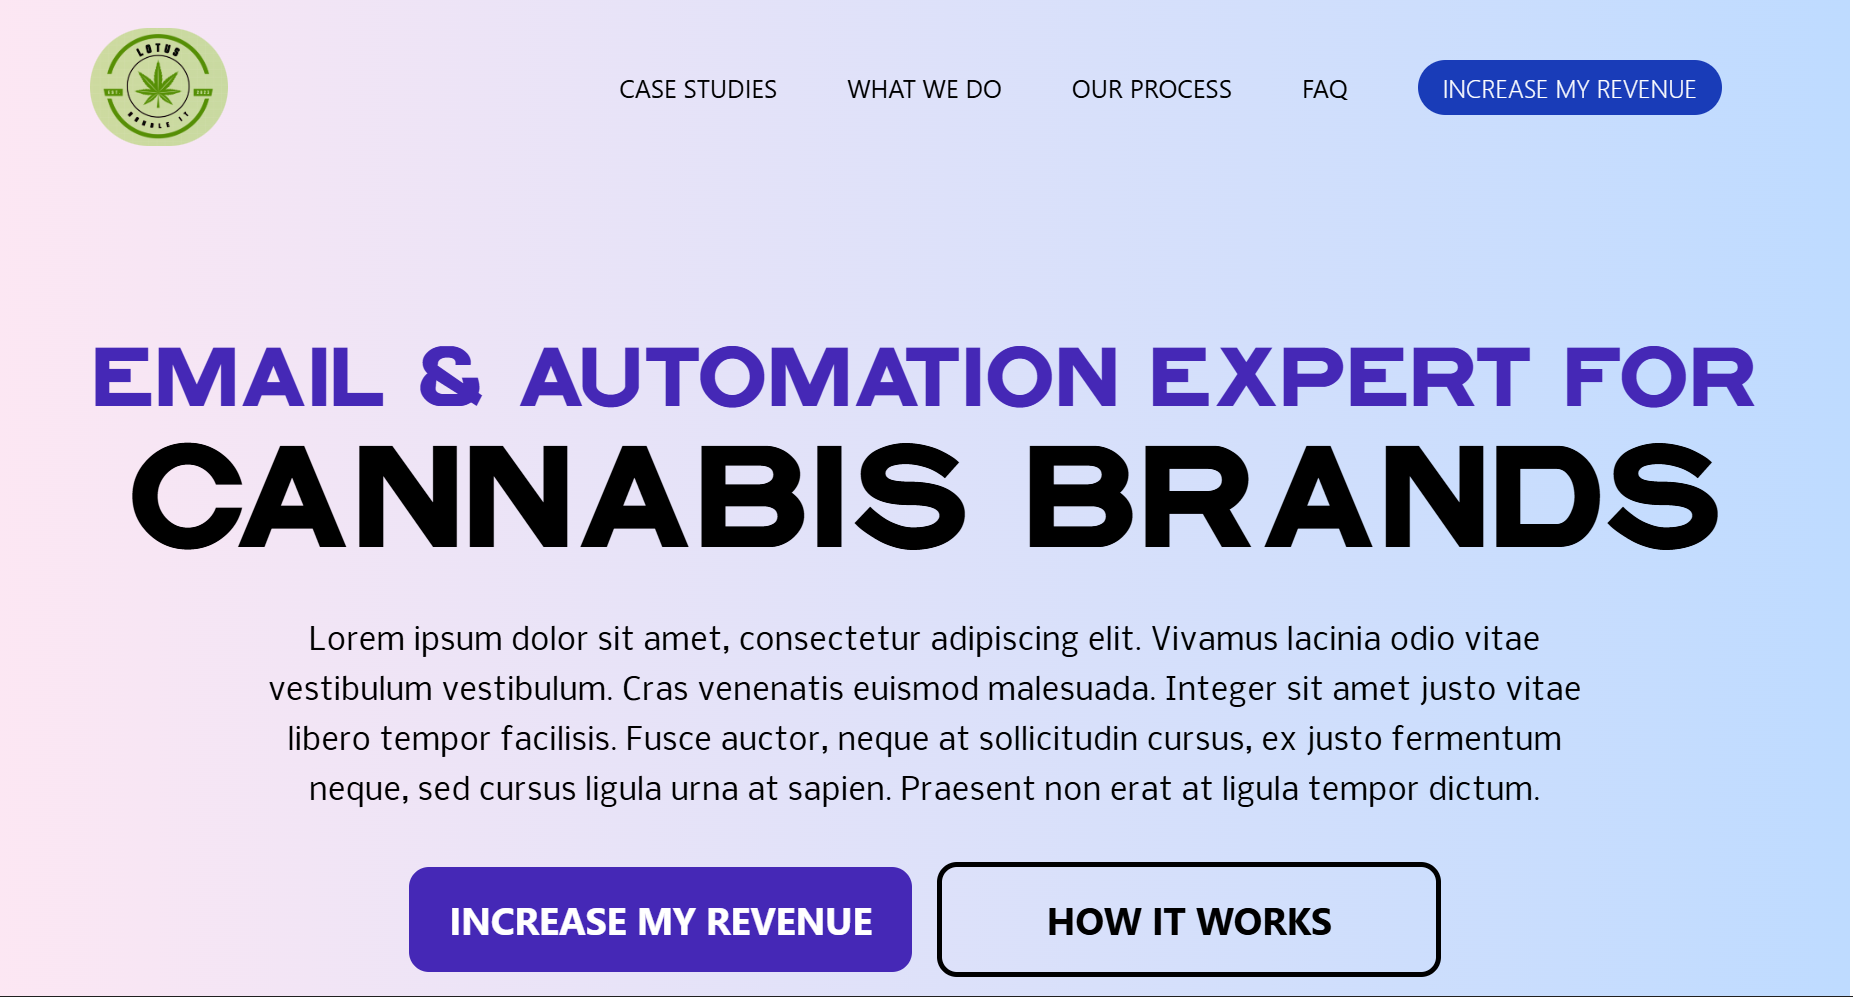 LOTUS
BUNDLE IT
CASE STUDIES
WHAT WE DO
OUR PROCESS
FAQ
INCREASE MY REVENUE
EMAIL & AUTOMATION EXPERT FOR
CANNABIS BRANDS
Lorem ipsum dolor sit amet, consectetur adipiscing elit. Vivamus lacinia odio vitae
vestibulum vestibulum. Cras venenatis euismod malesuada. Integer sit amet justo vitae
libero tempor facilisis. Fusce auctor, neque at sollicitudin cursus, ex justo fermentum
neque, sed cursus ligula urna at sapien. Praesent non erat at ligula tempor dictum.
INCREASE MY REVENUE
HOW IT WORKS